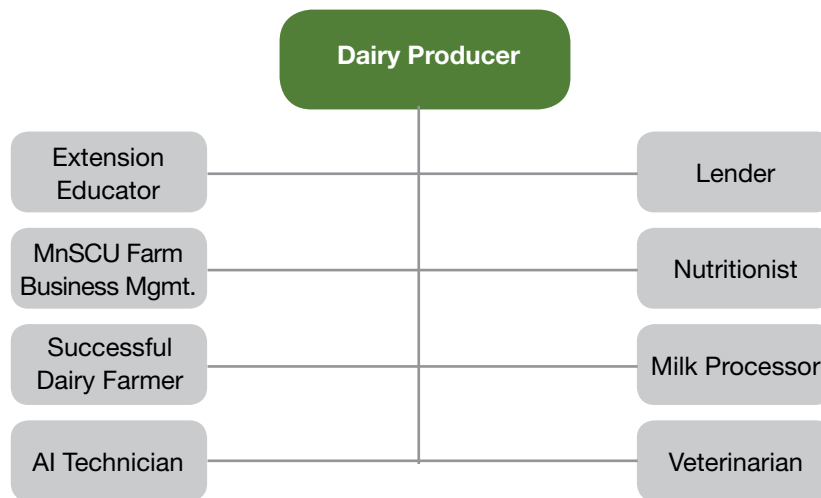 Dairy Producer
Extension
Educator
Lender
MnSCU Farm
Business Mgmt.
Nutritionist
Successful
Dairy Farmer
Milk Processor
AI Technician
Veterinarian